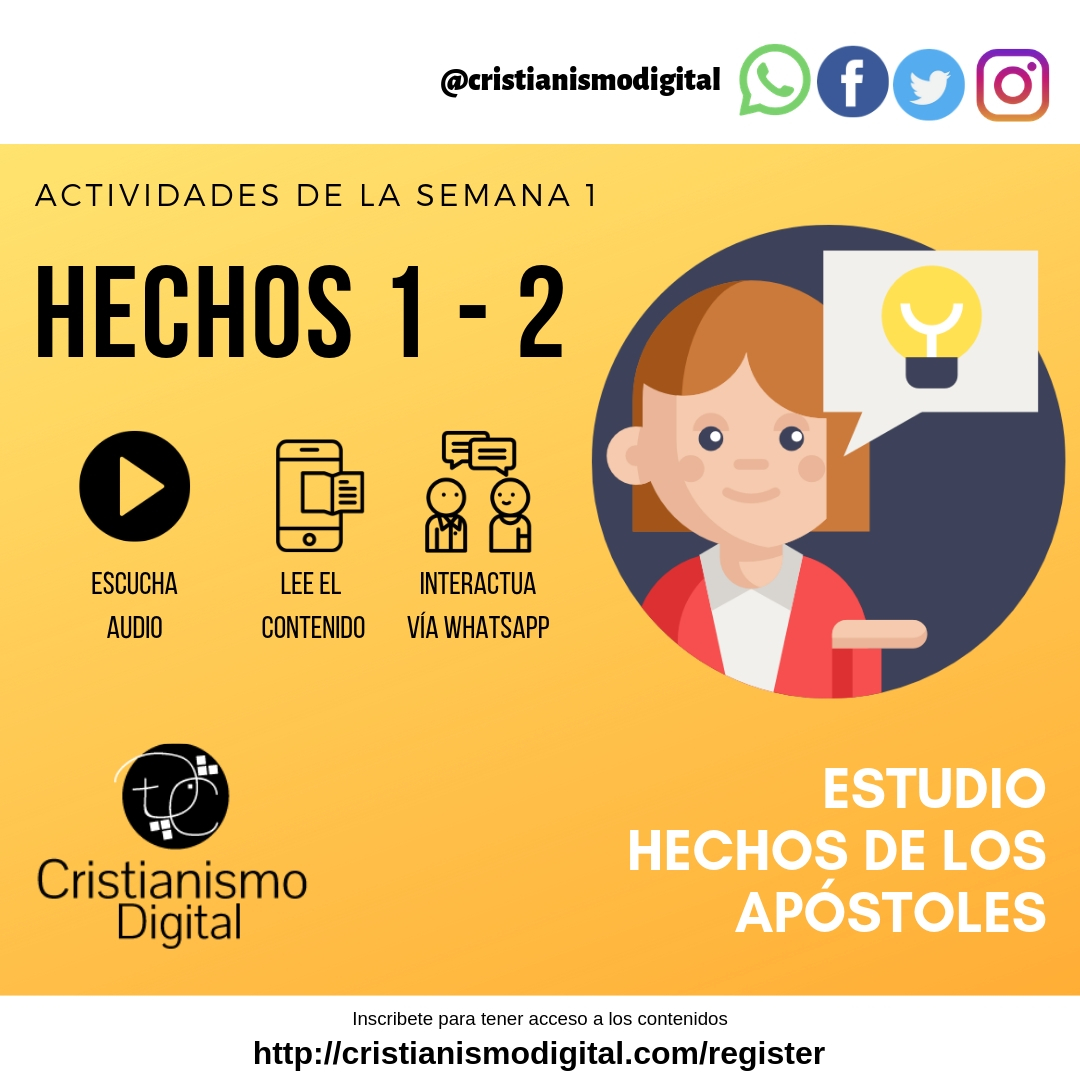 @cristianismodigital
ACTIVIDADES DE LA SEMANA 1
HECHOS 1 - 2
ESCUCHA
AUDIO
LEE EL
CONTENIDO
INTERACTUA
VÍA WHATSAPP
Cristianismo
Digital
ESTUDIO
HECHOS DE LOS
APÓSTOLES
Inscribete para tener acceso a los contenidos
http://cristianismodigital.com/register